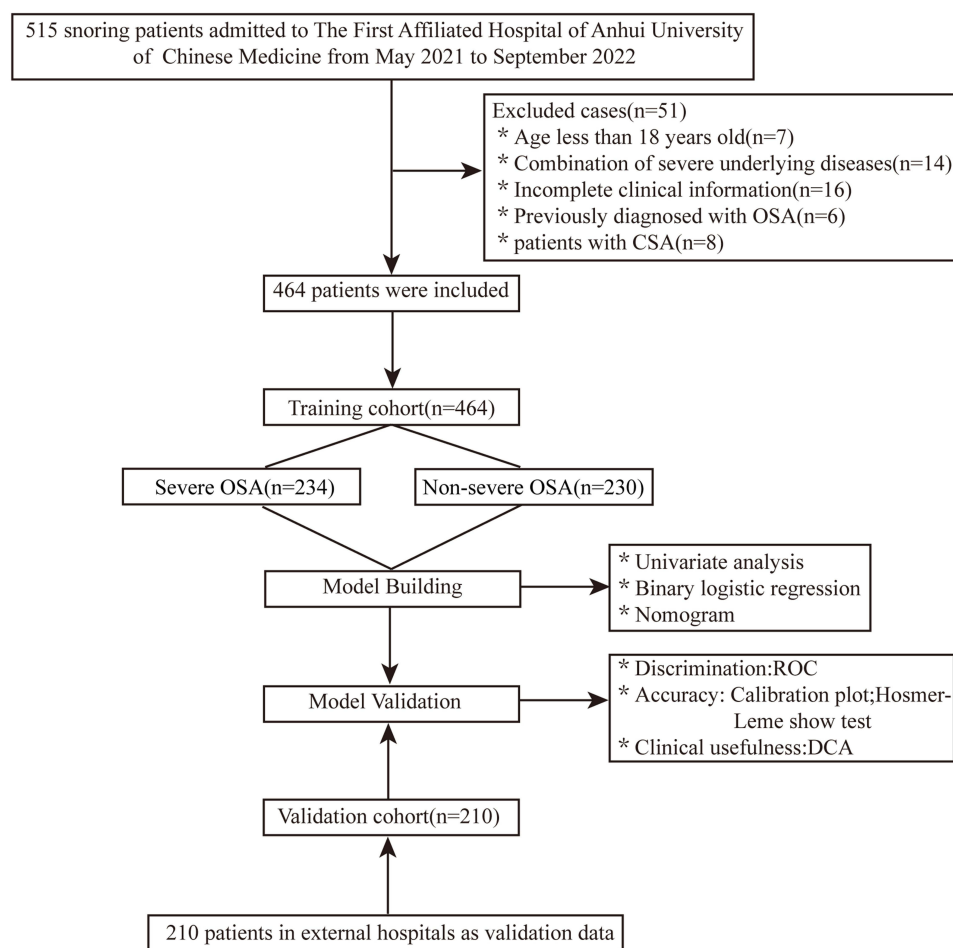 515 snoring patients admitted to The First Affiliated Hospital of Anhui University
of Chinese Medicine from May 2021 to September 2022
Excluded cases(n=51)
* Age less than 18 years old(n=7)
* Combination of severe underlying diseases(n=14)
* Incomplete clinical information(n=16)
* Previously diagnosed with OSA(n=6)
* patients with CSA(n=8)
464 patients were included
Training cohort(n=464)
Severe OSA(n=234)
Non-severe OSA(n=230)
Model Building
* Univariate analysis
* Binary logistic regression
* Nomogram
Model Validation
* Discrimination:ROC
* Accuracy: Calibration plot;Hosmer-
Leme show test
* Clinical usefulness:DCA
Validation cohort(n=210)
210 patients in external hospitals as validation data